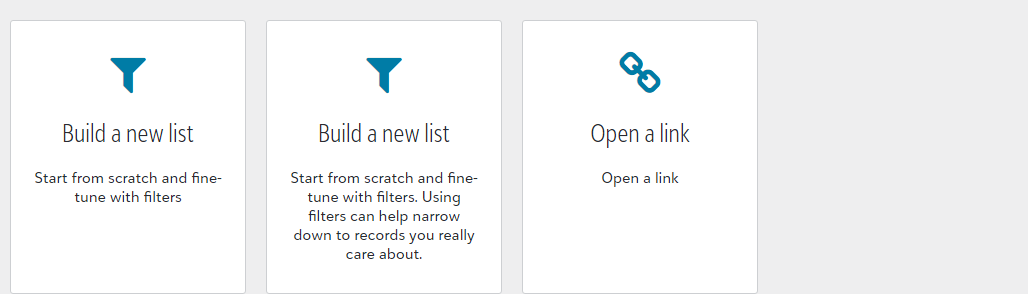 Build a new list
Start from scratch and fine-
tune with filters
Build a new list
Start from scratch and fine-
tune with filters. Using
filters can help narrow
down to records you really
care about.
Open a link
Open a link